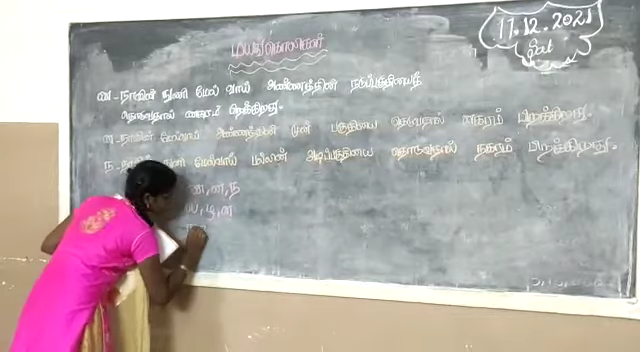 மயங்கொலிகள்
17.12.2021
ண - நாவின் நுனி மேல் வாய் அண்ணத்தின் நடுப்பகுதியைத்
தொடுவதால் ணகரம் பிறக்கிறது.
ன - நாவின் மேல்வாய் அண்ணத்தின் முன் பகுதியை தொடுவதால் னகரம் பிறக்கிறது.
ந - நுனி மேல்வாய் பல்லின் அடிப்பகுதியை தொடுவதால் நகரம் பிறக்கிறது.
ண, ன, ந